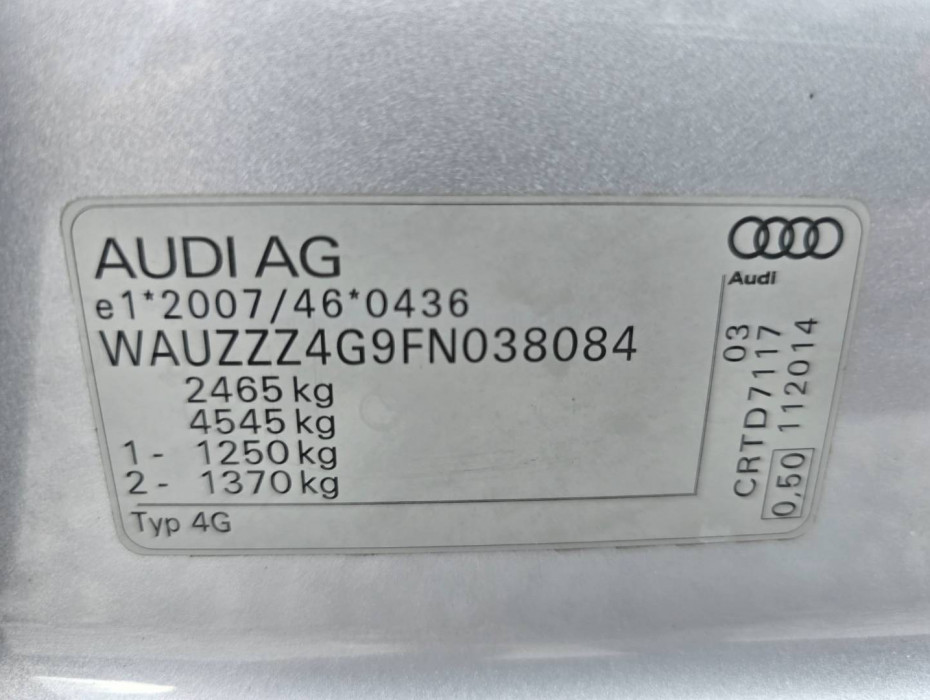 AUDI AG
e1*2007/46*0436
WAUZZZ4G9FN038084
2465 kg
4545 kg
1 - 1250 kg
2 - 1370 kg
Typ 4G
Audi
03
CRTD7117
0,50 112014